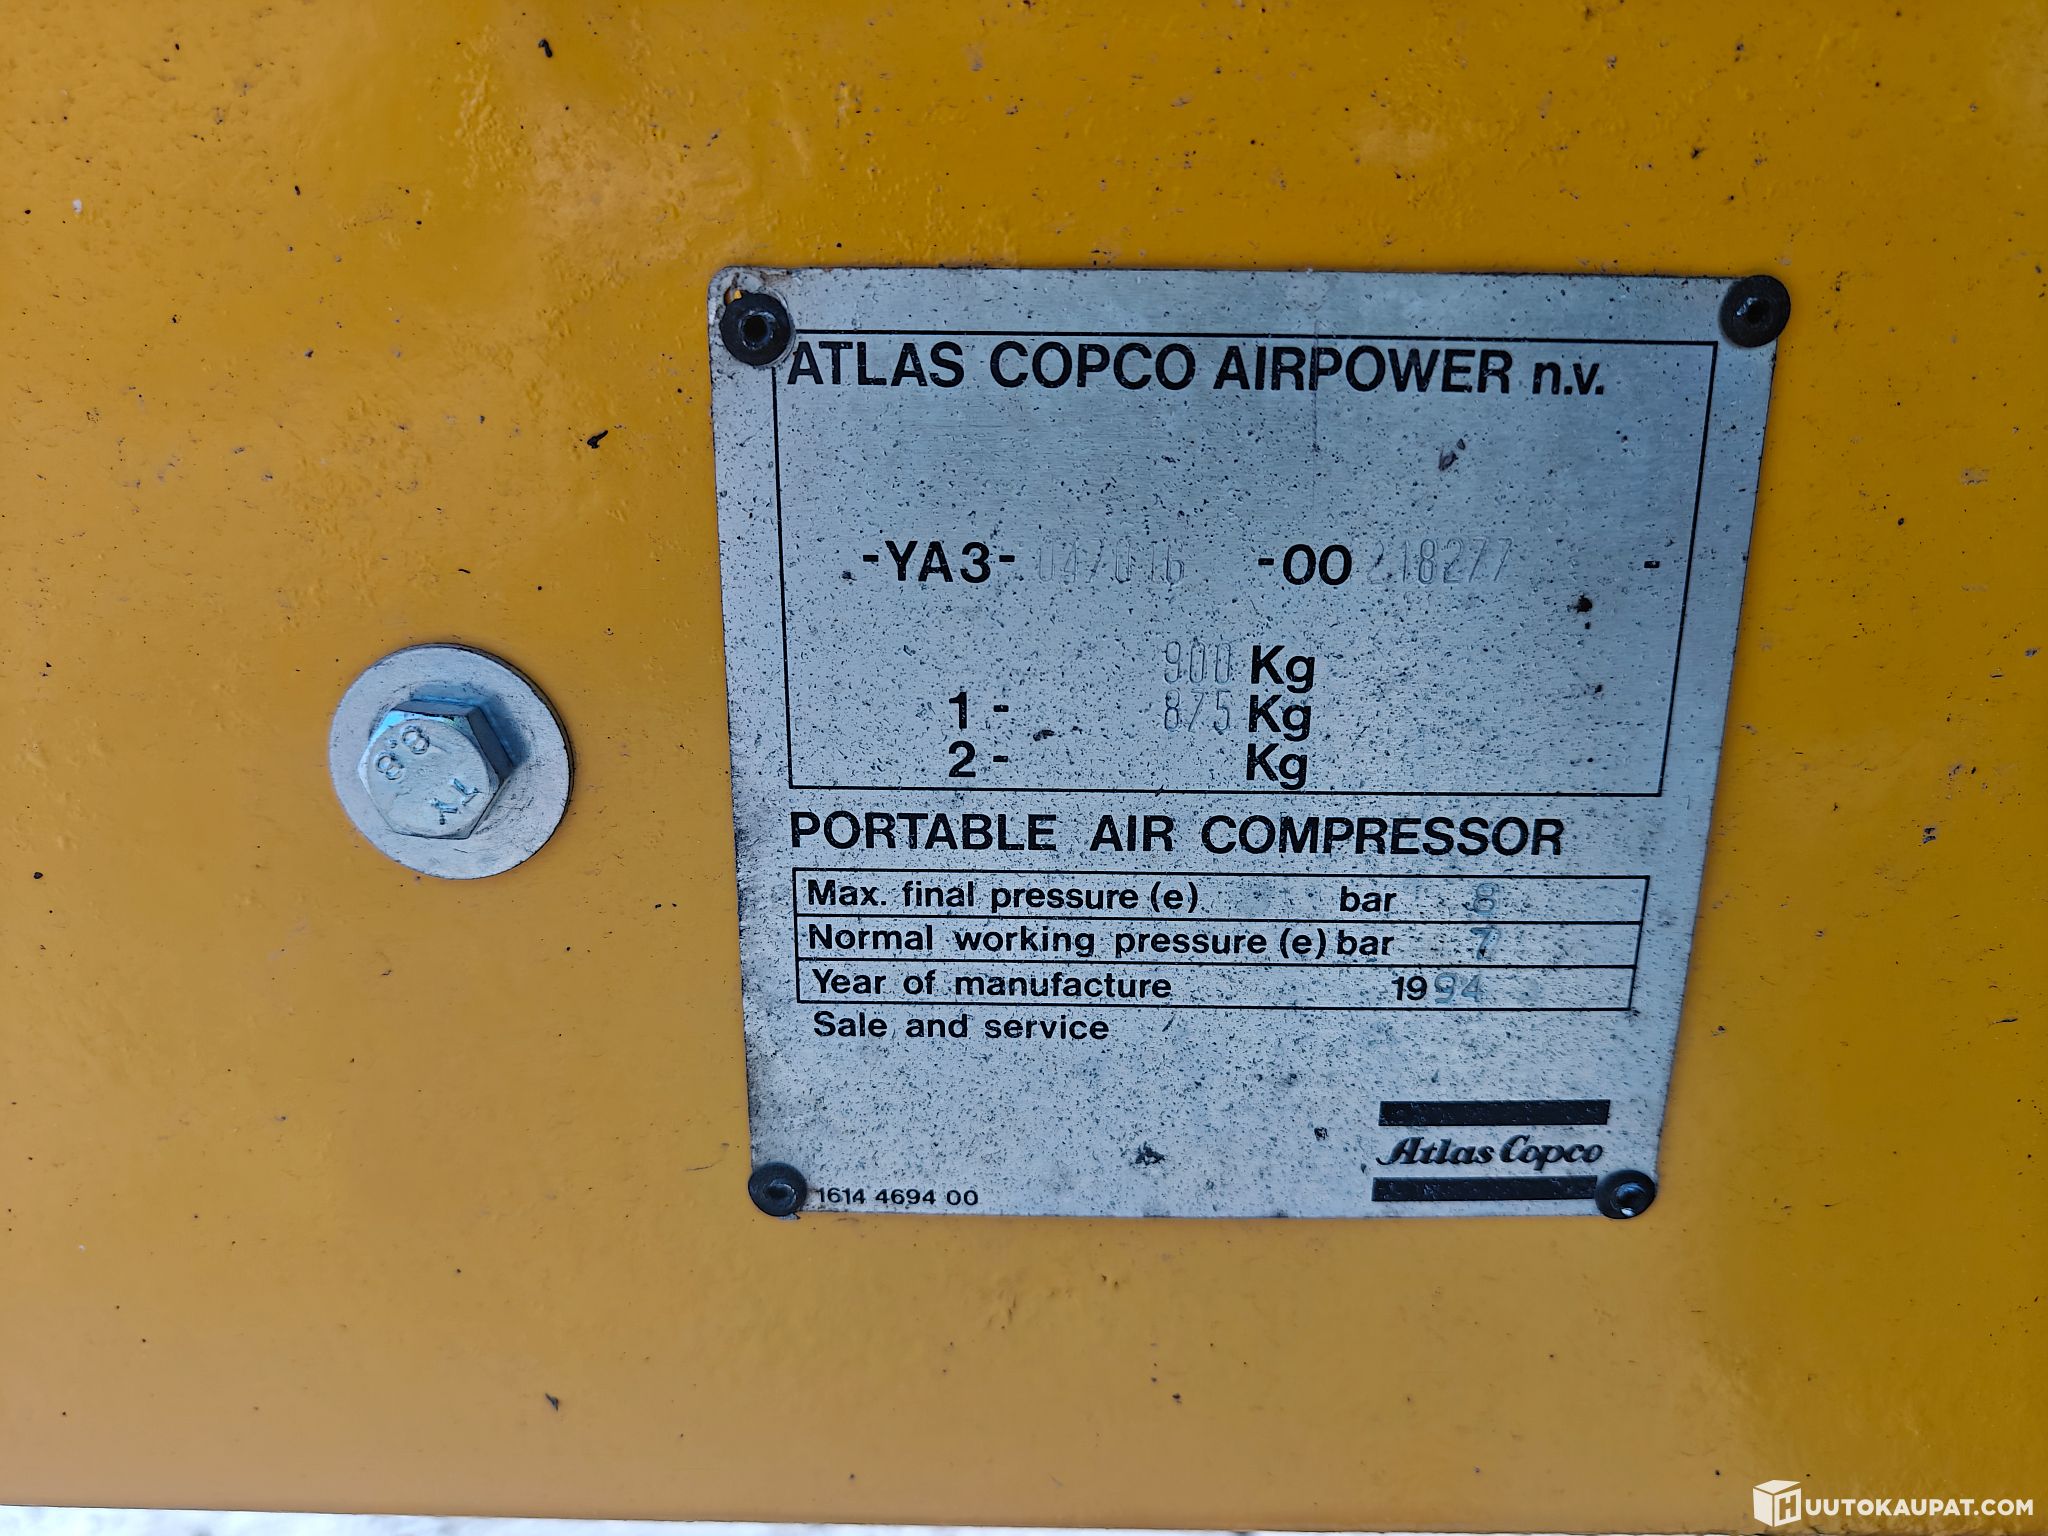 ATLAS COPCO AIRPOWER n.v.
-YA3- 047016 -00 218277 -
900 Kg
1 - 875 Kg
2 - Kg
PORTABLE AIR COMPRESSOR
Max. final pressure (e) bar 8
Normal working pressure (e) bar 7
Year of manufacture 1994
Sale and service
Atlas Copco
1614 4694 00
8.8
TY
HUUTOKAUPAT.COM